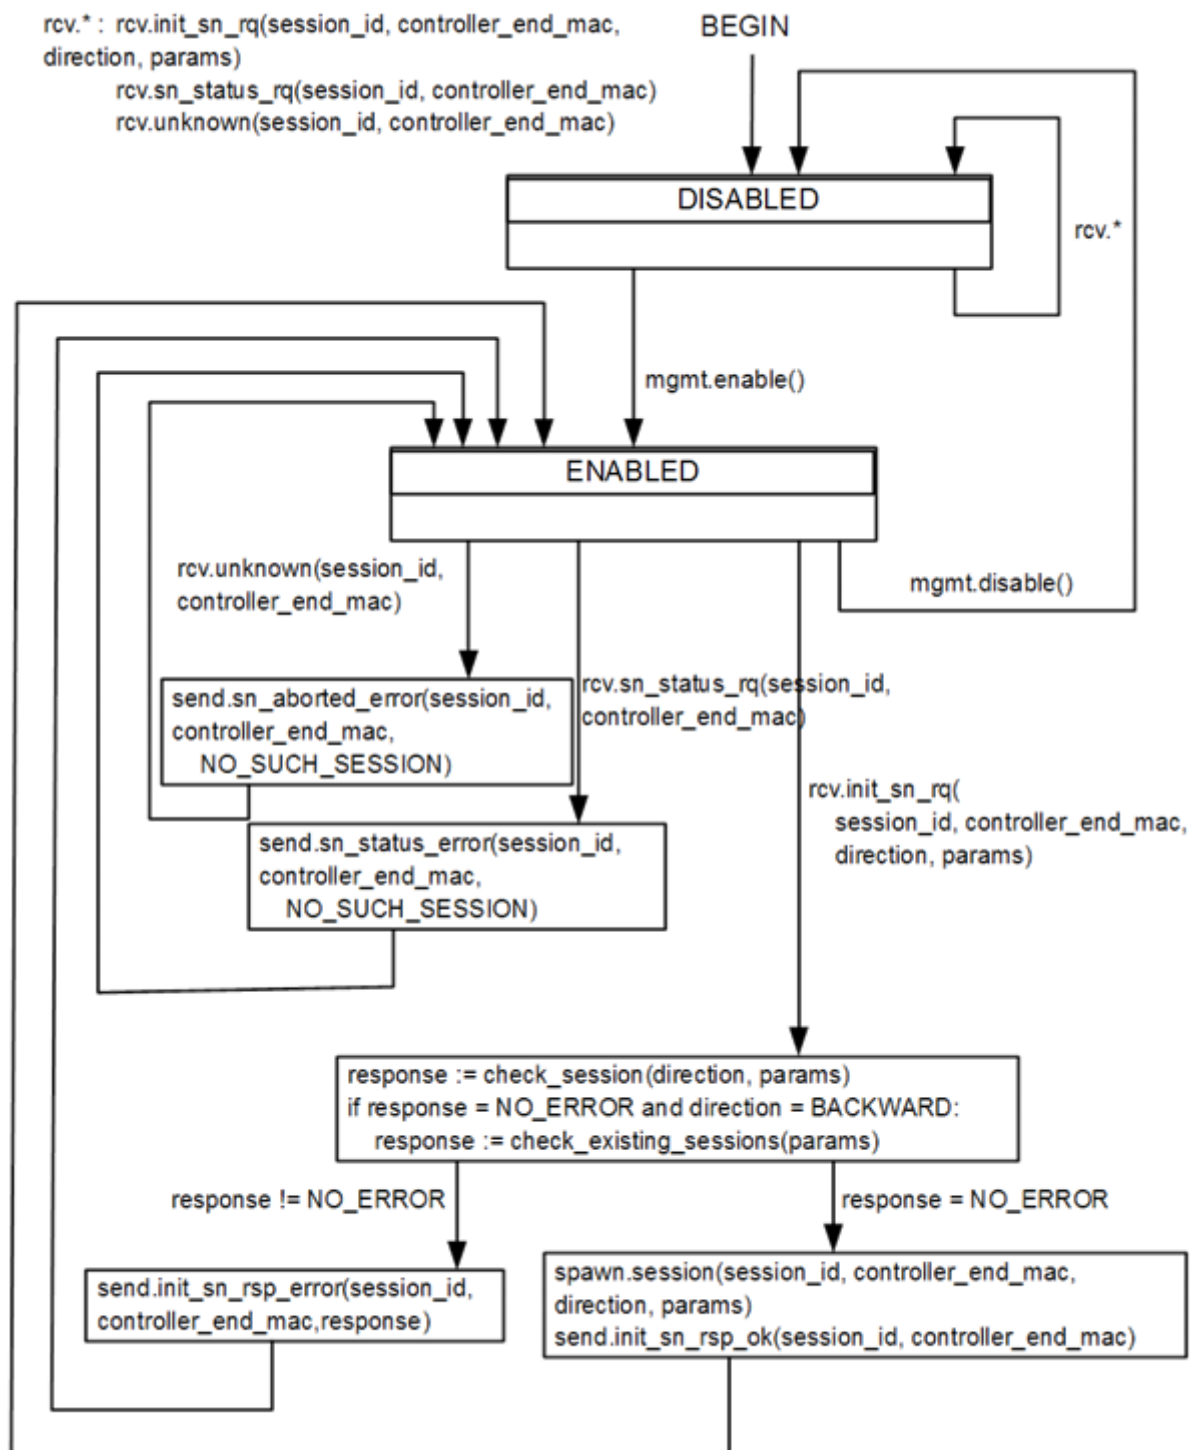 rcv.* : rcv.init_sn_rq(session_id, controller_end_mac,
direction, params)
rcv.sn_status_rq(session_id, controller_end_mac)
rcv.unknown(session_id, controller_end_mac)
BEGIN
DISABLED
rcv.*
mgmt.enable()
ENABLED
rcv.unknown(session_id,
controller_end_mac)
mgmt.disable()
send.sn_aborted_error(session_id,
controller_end_mac,
NO_SUCH_SESSION)
rcv.sn_status_rq(session_id,
controller_end_mac)
rcv.init_sn_rq(
session_id, controller_end_mac,
direction, params)
send.sn_status_error(session_id,
controller_end_mac,
NO_SUCH_SESSION)
response := check_session(direction, params)
if response = NO_ERROR and direction = BACKWARD:
response := check_existing_sessions(params)
response != NO_ERROR
response = NO_ERROR
send.init_sn_rsp_error(session_id,
controller_end_mac,response)
spawn.session(session_id, controller_end_mac,
direction, params)
send.init_sn_rsp_ok(session_id, controller_end_mac)